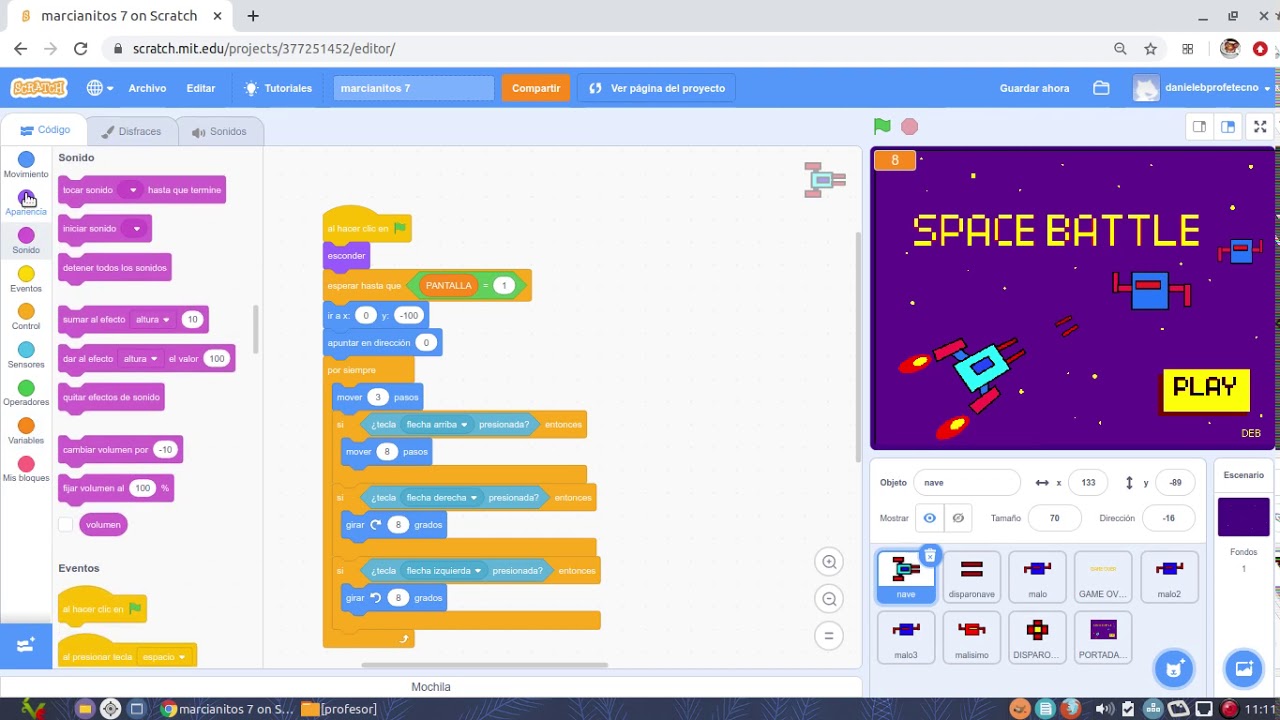 marcianitos 7 on Scratch
scratch.mit.edu/projects/377251452/editor/
SCRATCH Archivo Editar Tutoriales marcianitos 7 Compartir Ver página del proyecto Guardar ahora danielebprofetecno
Código Disfraces Sonidos
Movimiento
Apariencia
Sonido
Eventos
Control
Sensores
Operadores
Variables
Mis bloques
Sonido
tocar sonido hasta que termine
iniciar sonido
detener todos los sonidos
sumar al efecto altura 10
dar al efecto altura el valor 100
quitar efectos de sonido
cambiar volumen por -10
fijar volumen al 100 %
volumen
Eventos
al hacer clic en
al presionar tecla espacio
al hacer clic en
esconder
esperar hasta que PANTALLA = 1
ir a x: 0 y: -100
apuntar en dirección 0
por siempre
mover 3 pasos
si ¿tecla flecha arriba presionada? entonces
mover 8 pasos
si ¿tecla flecha derecha presionada? entonces
girar 8 grados
si ¿tecla flecha izquierda presionada? entonces
girar 8 grados
8
SPACE BATTLE
PLAY
DEB
Objeto nave x 133 y -89
Mostrar Tamaño 70 Dirección -16
Escenario
Fondos
1
nave disparonave malo GAME OV... malo2
malo3 malisimo DISPARO... PORTADA...
Mochila
marcianitos 7 on S... [profesor] 11:11